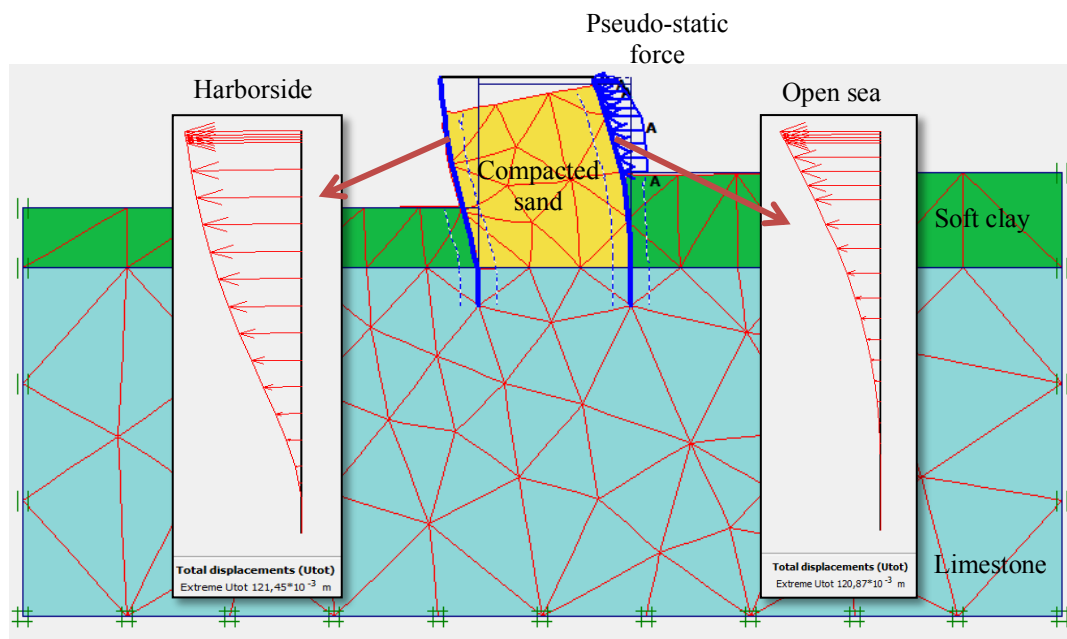 Pseudo-static
force
Harborside
Open sea
A
A
A
A
Compacted
sand
Soft clay
Limestone
Total displacements (Utot)
Extreme Utot 121,45*10⁻³ m
Total displacements (Utot)
Extreme Utot 120,87*10⁻³ m